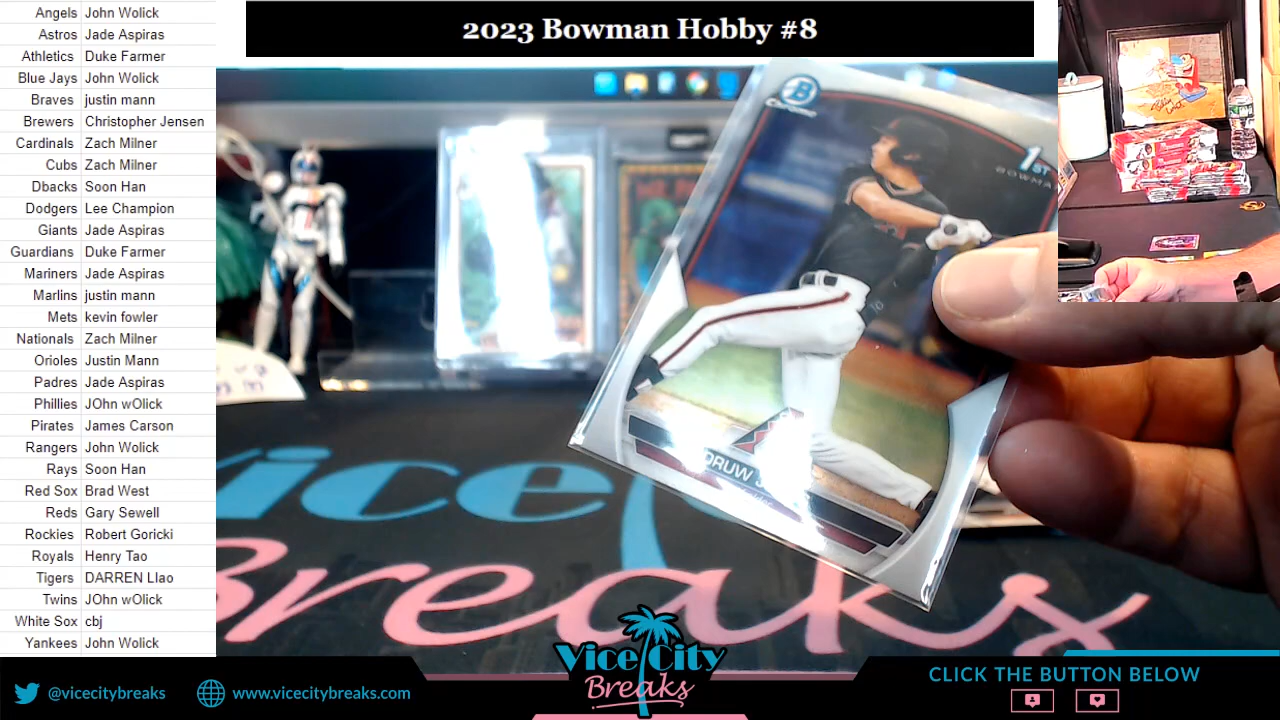 2023 Bowman Hobby #8
Angels John Wolick
Astros Jade Aspiras
Athletics Duke Farmer
Blue Jays John Wolick
Braves justin mann
Brewers Christopher Jensen
Cardinals Zach Milner
Cubs Zach Milner
Dbacks Soon Han
Dodgers Lee Champion
Giants Jade Aspiras
Guardians Duke Farmer
Mariners Jade Aspiras
Marlins justin mann
Mets kevin fowler
Nationals Zach Milner
Orioles Justin Mann
Padres Jade Aspiras
Phillies JOhn wOlick
Pirates James Carson
Rangers John Wolick
Rays Soon Han
Red Sox Brad West
Reds Gary Sewell
Rockies Robert Goricki
Royals Henry Tao
Tigers DARREN LIao
Twins JOhn wOlick
White Sox cbj
Yankees John Wolick
B
Chrome
1ST
BOWMA
DRUW
Vice
Breaks
Vice City
Breaks
@vicecitybreaks
www.vicecitybreaks.com
CLICK THE BUTTON BELOW